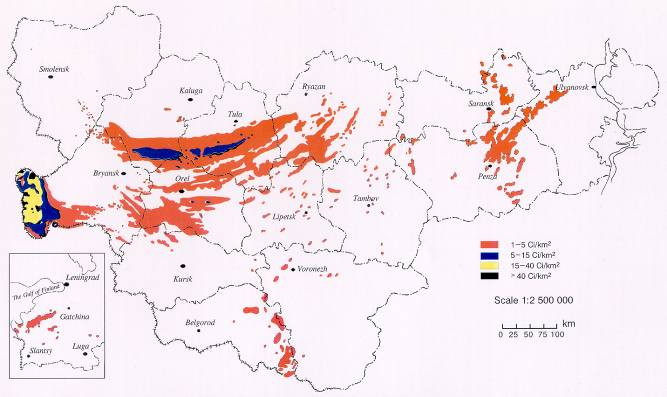 Smolensk
Kaluga
Ryazan
Tula
Saransk
Ulyanovsk
Bryansk
Orel
Penza
Tambov
Lipetsk
Kursk
Voronezh
Belgorod
Leningrad
The Gulf of Finland
Gatchina
Slantsy
Luga
1–5 Ci/km²
5–15 Ci/km²
15–40 Ci/km²
> 40 Ci/km²
Scale 1:2 500 000
km
0 25 50 75 100